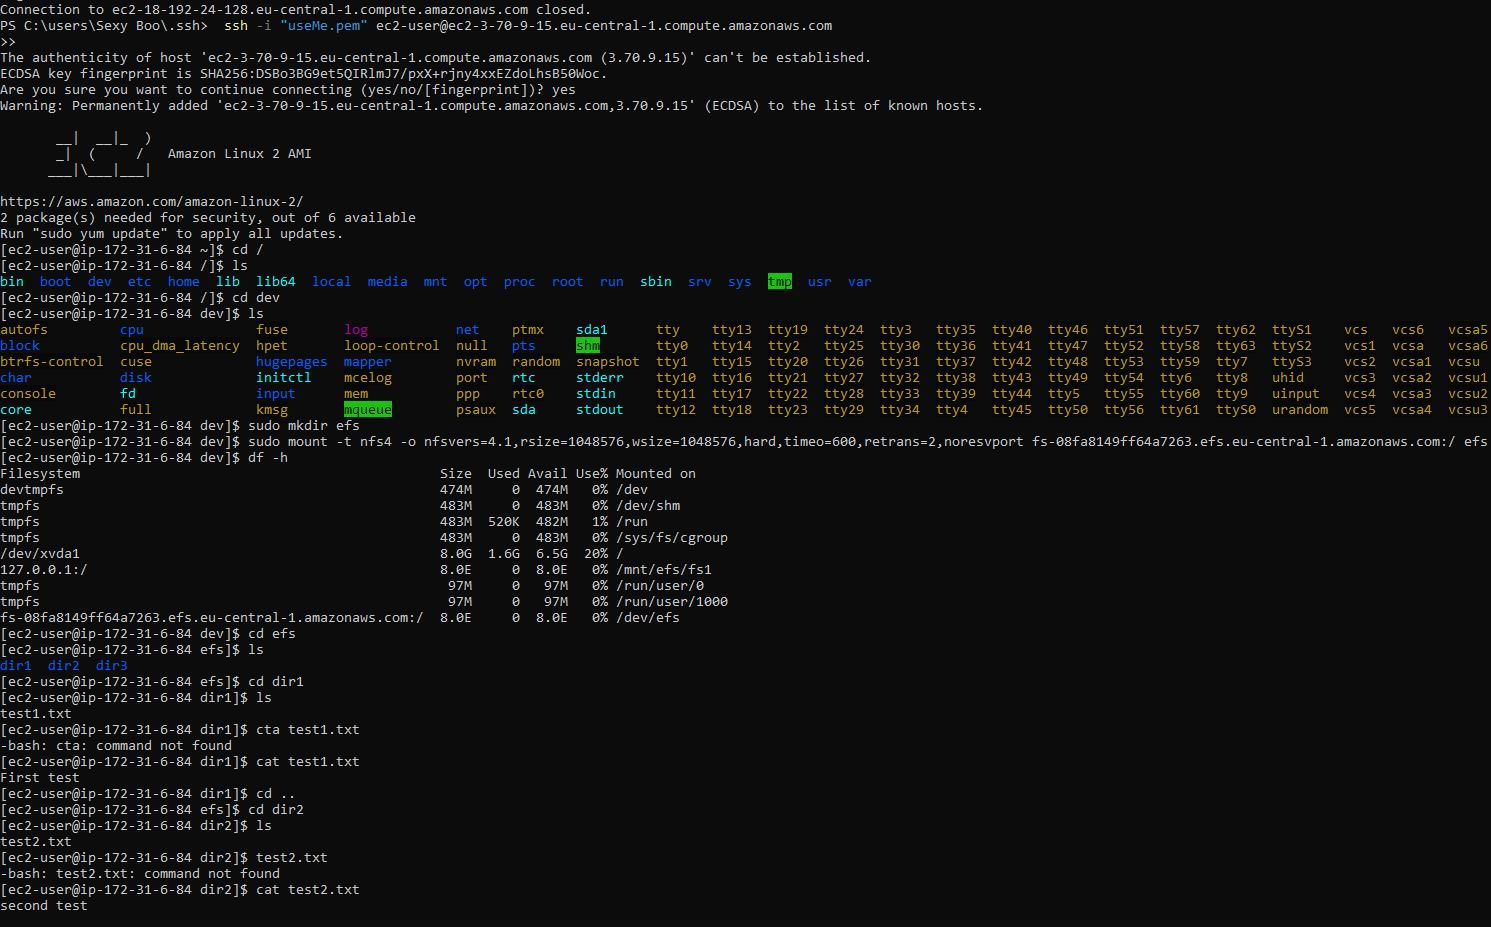 Connection to ec2-18-192-24-128.eu-central-1.compute.amazonaws.com closed.
PS C:\users\Sexy Boo\.ssh>  ssh -i "useMe.pem" ec2-user@ec2-3-70-9-15.eu-central-1.compute.amazonaws.com
>>
The authenticity of host 'ec2-3-70-9-15.eu-central-1.compute.amazonaws.com (3.70.9.15)' can't be established.
ECDSA key fingerprint is SHA256:DSBo3BG9et5QIRlmJ7/pxX+rjny4xxEZdoLhsB50Woc.
Are you sure you want to continue connecting (yes/no/[fingerprint])? yes
Warning: Permanently added 'ec2-3-70-9-15.eu-central-1.compute.amazonaws.com,3.70.9.15' (ECDSA) to the list of known hosts.
       __|  __|_  )
       _|  (     /   Amazon Linux 2 AMI
      ___|\___|___|
https://aws.amazon.com/amazon-linux-2/
2 package(s) needed for security, out of 6 available
Run "sudo yum update" to apply all updates.
[ec2-user@ip-172-31-6-84 ~]$ cd /
[ec2-user@ip-172-31-6-84 /]$ ls
bin  boot  dev  etc  home  lib  lib64  local  media  mnt  opt  proc  root  run  sbin  srv  sys  tmp  usr  var
[ec2-user@ip-172-31-6-84 /]$ cd dev
[ec2-user@ip-172-31-6-84 dev]$ ls
autofs         cpu              fuse       log           net    ptmx    sda1      tty    tty13  tty19  tty24  tty3   tty35  tty40  tty46  tty51  tty57  tty62  ttyS1    vcs   vcs6   vcsa5
block          cpu_dma_latency  hpet       loop-control  null   pts     shm       tty0   tty14  tty2   tty25  tty30  tty36  tty41  tty47  tty52  tty58  tty63  ttyS2    vcs1  vcsa   vcsa6
btrfs-control  cuse             hugepages  mapper        nvram  random  snapshot  tty1   tty15  tty20  tty26  tty31  tty37  tty42  tty48  tty53  tty59  tty7   ttyS3    vcs2  vcsa1  vcsu
char           disk             initctl    mcelog        port   rtc     stderr    tty10  tty16  tty21  tty27  tty32  tty38  tty43  tty49  tty54  tty6   tty8   uhid     vcs3  vcsa2  vcsu1
console        fd               input      mem           ppp    rtc0    stdin     tty11  tty17  tty22  tty28  tty33  tty39  tty44  tty5   tty55  tty60  tty9   uinput   vcs4  vcsa3  vcsu2
core           full             kmsg       mqueue        psaux  sda     stdout    tty12  tty18  tty23  tty29  tty34  tty4   tty45  tty50  tty56  tty61  ttyS0  urandom  vcs5  vcsa4  vcsu3
[ec2-user@ip-172-31-6-84 dev]$ sudo mkdir efs
[ec2-user@ip-172-31-6-84 dev]$ sudo mount -t nfs4 -o nfsvers=4.1,rsize=1048576,wsize=1048576,hard,timeo=600,retrans=2,noresvport fs-08fa8149ff64a7263.efs.eu-central-1.amazonaws.com:/ efs
[ec2-user@ip-172-31-6-84 dev]$ df -h
Filesystem                                             Size  Used Avail Use% Mounted on
devtmpfs                                               474M     0  474M   0% /dev
tmpfs                                                  483M     0  483M   0% /dev/shm
tmpfs                                                  483M  520K  482M   1% /run
tmpfs                                                  483M     0  483M   0% /sys/fs/cgroup
/dev/xvda1                                             8.0G  1.6G  6.5G  20% /
127.0.0.1:/                                            8.0E     0  8.0E   0% /mnt/efs/fs1
tmpfs                                                   97M     0   97M   0% /run/user/0
tmpfs                                                   97M     0   97M   0% /run/user/1000
fs-08fa8149ff64a7263.efs.eu-central-1.amazonaws.com:/  8.0E     0  8.0E   0% /dev/efs
[ec2-user@ip-172-31-6-84 dev]$ cd efs
[ec2-user@ip-172-31-6-84 efs]$ ls
dir1  dir2  dir3
[ec2-user@ip-172-31-6-84 efs]$ cd dir1
[ec2-user@ip-172-31-6-84 dir1]$ ls
test1.txt
[ec2-user@ip-172-31-6-84 dir1]$ cta test1.txt
-bash: cta: command not found
[ec2-user@ip-172-31-6-84 dir1]$ cat test1.txt
First test
[ec2-user@ip-172-31-6-84 dir1]$ cd ..
[ec2-user@ip-172-31-6-84 efs]$ cd dir2
[ec2-user@ip-172-31-6-84 dir2]$ ls
test2.txt
[ec2-user@ip-172-31-6-84 dir2]$ test2.txt
-bash: test2.txt: command not found
[ec2-user@ip-172-31-6-84 dir2]$ cat test2.txt
second test